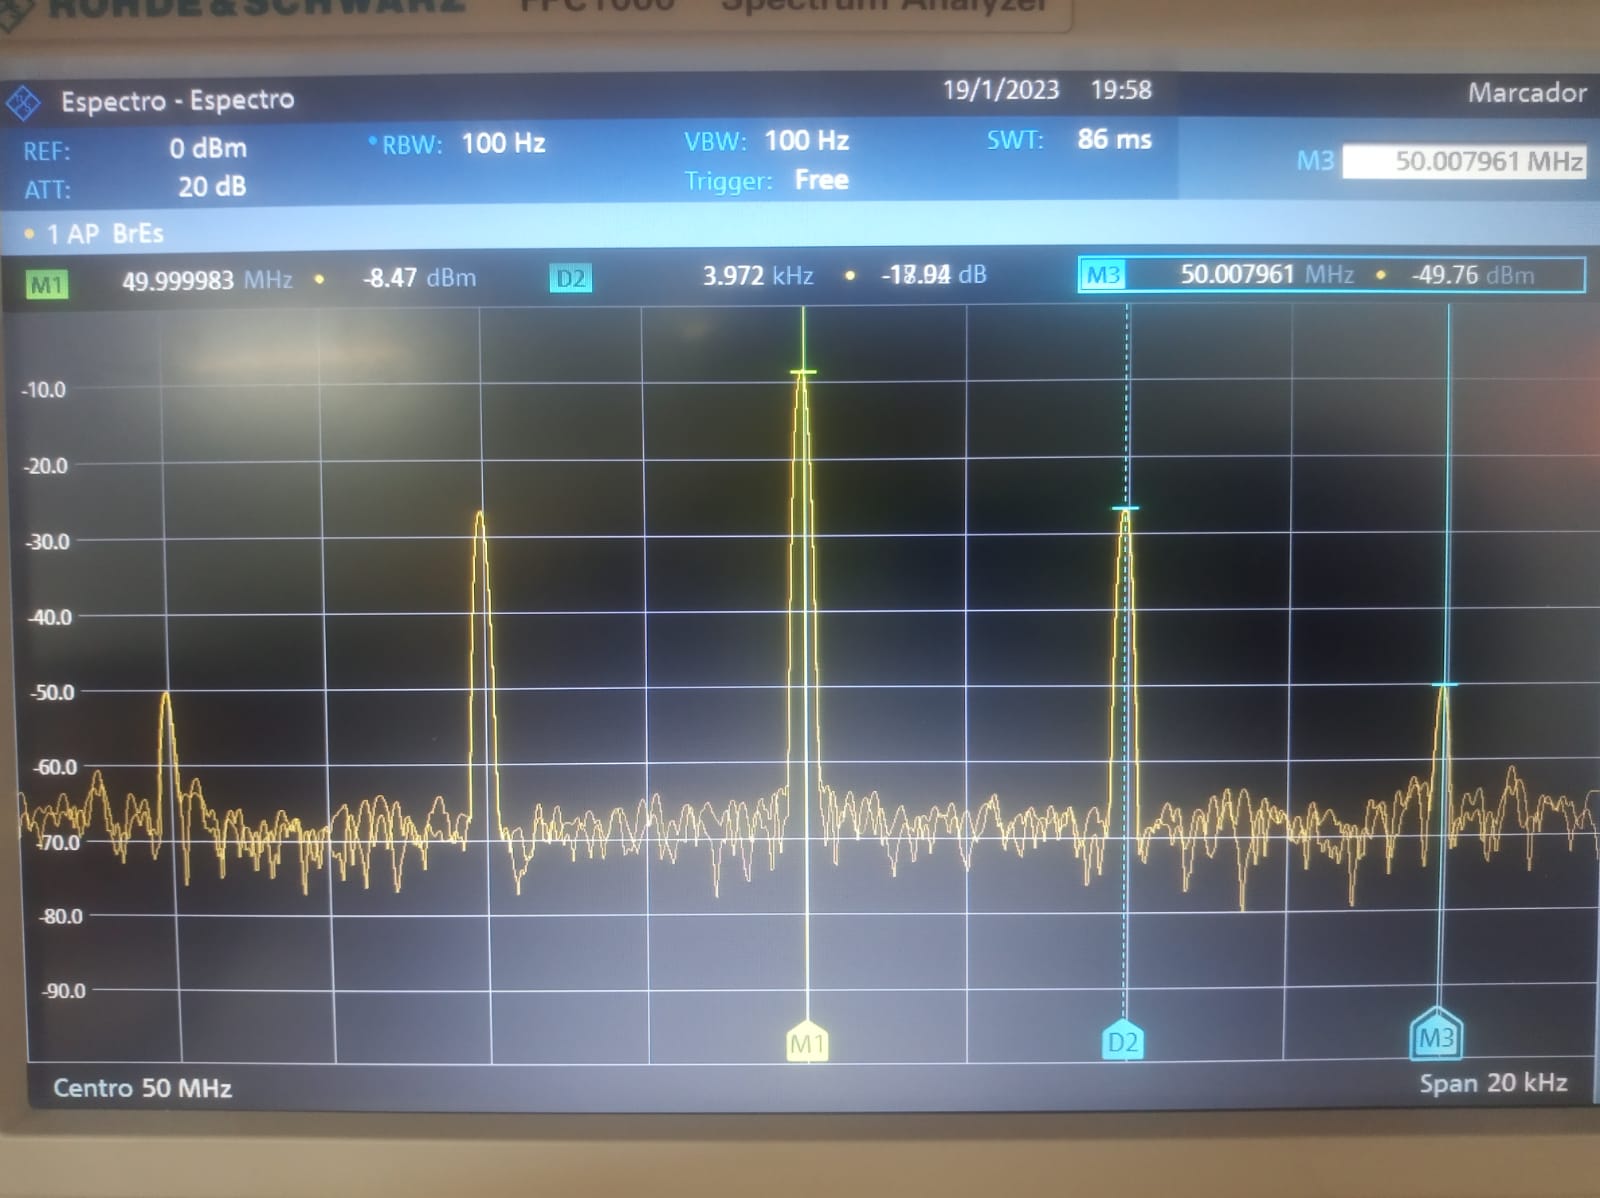 ROHDE & SCHWARZ FPC1000 Spectrum Analyzer
Espectro - Espectro 19/1/2023 19:58 Marcador
REF: 0 dBm RBW: 100 Hz VBW: 100 Hz SWT: 86 ms M3 50.007961 MHz
ATT: 20 dB Trigger: Free
1 AP BrEs
M1 49.999983 MHz -8.47 dBm D2 3.972 kHz dB M3 50.007961 MHz -49.76 dBm
-10.0
-20.0
-30.0
-40.0
-50.0
-60.0
-70.0
-80.0
-90.0
M1 D2 M3
Centro 50 MHz Span 20 kHz